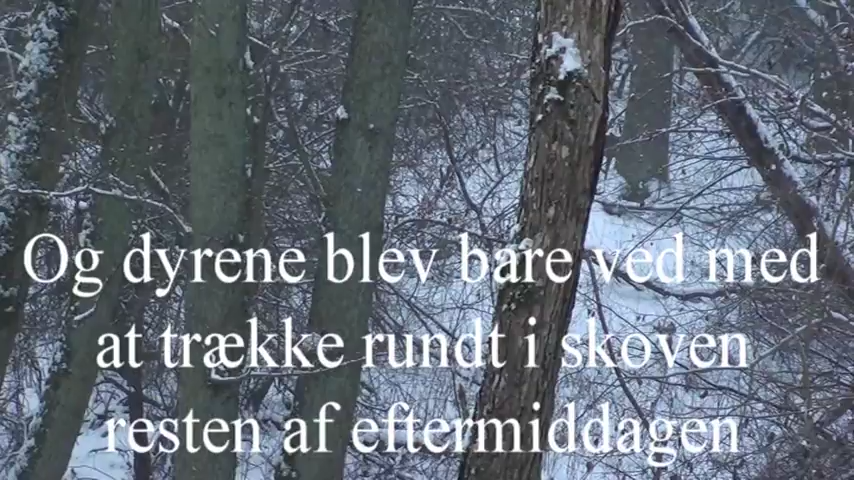 Og dyrene blev bare ved med
at trække rundt i skoven
resten af eftermiddagen